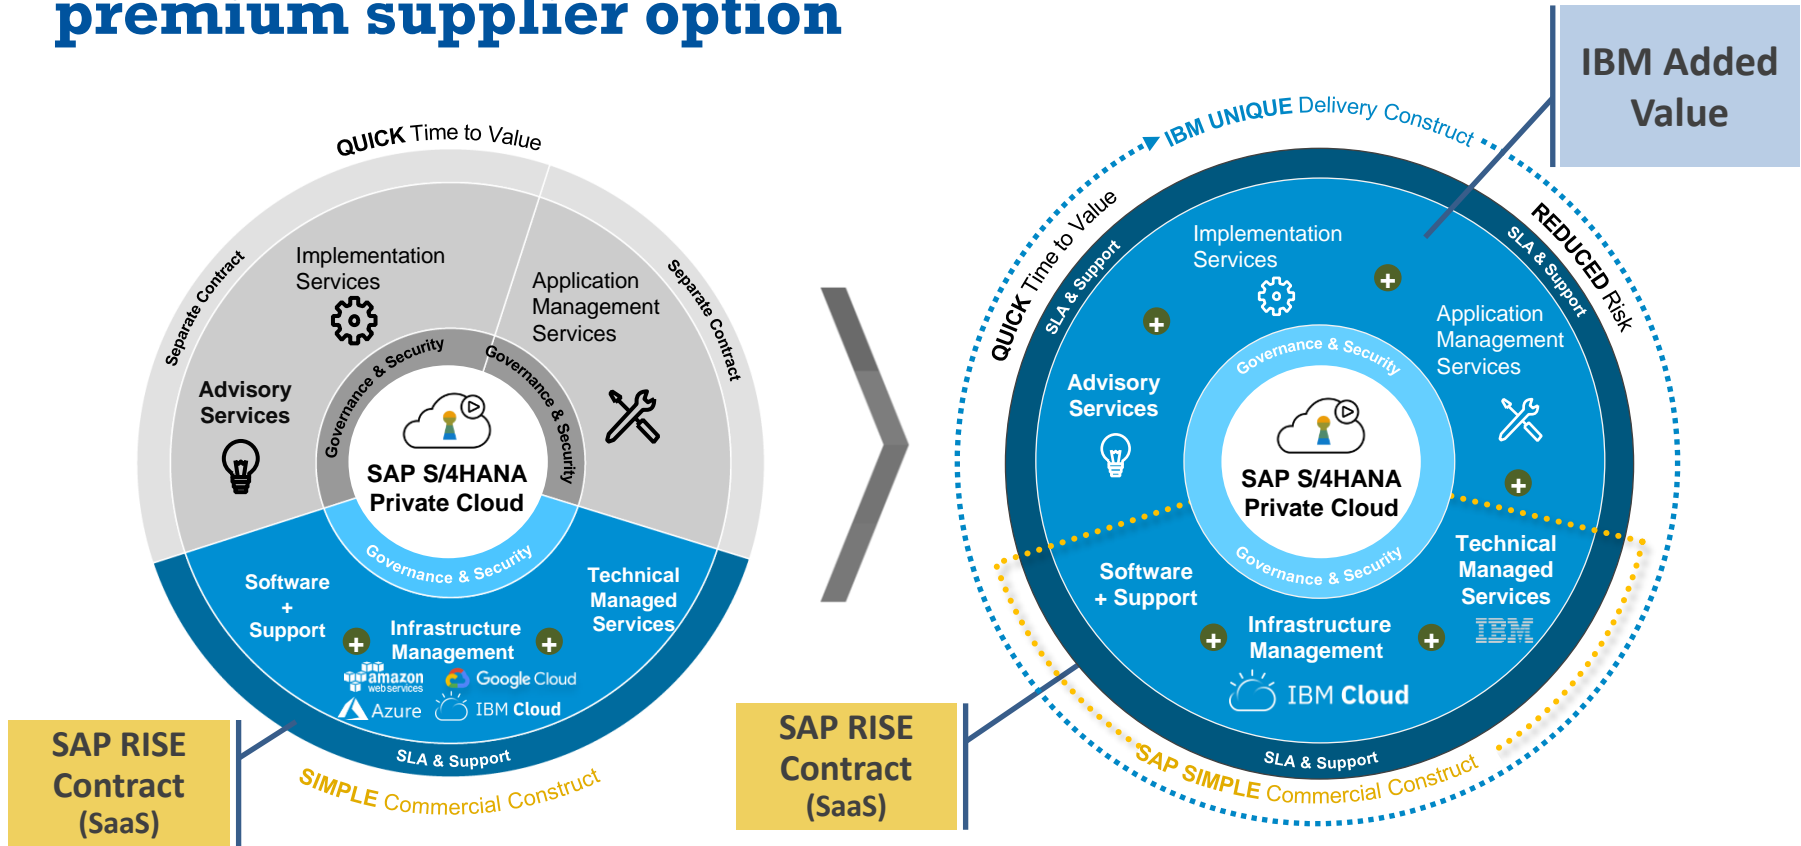 premium supplier option
IBM Added
Value
QUICK Time to Value
Separate Contract
Separate Contract
Implementation
Services
Application
Management
Services
Advisory
Services
Governance & Security
Governance & Security
SAP S/4HANA
Private Cloud
Governance & Security
Software
+
Support
+
Infrastructure
Management
+
Technical
Managed
Services
amazon
webservices
Google Cloud
Azure
IBM Cloud
SLA & Support
SIMPLE Commercial Construct
SAP RISE
Contract
(SaaS)
IBM UNIQUE Delivery Construct
QUICK Time to Value
REDUCED Risk
SLA & Support
SLA & Support
Implementation
Services
+
+
Application
Management
Services
Advisory
Services
+
Governance & Security
SAP S/4HANA
Private Cloud
Governance & Security
Software
+ Support
+
Infrastructure
Management
+
Technical
Managed
Services
IBM
IBM Cloud
SLA & Support
SAP SIMPLE Commercial Construct
SAP RISE
Contract
(SaaS)